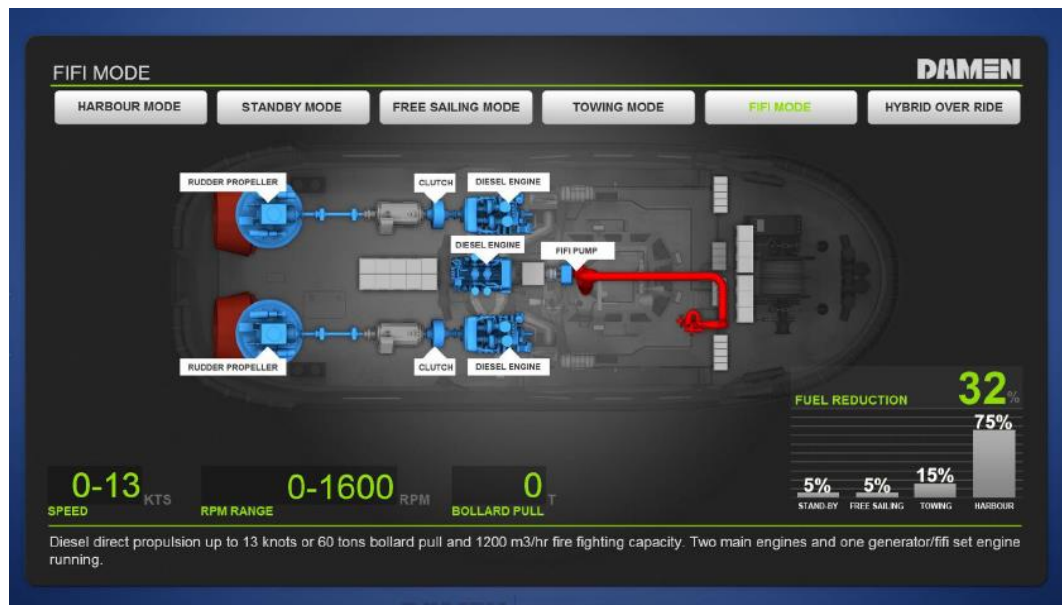 FIFI MODE
DAMEN
HARBOUR MODE
STANDBY MODE
FREE SAILING MODE
TOWING MODE
FIFI MODE
HYBRID OVER RIDE
RUDDER PROPELLER
CLUTCH
DIESEL ENGINE
DIESEL ENGINE
FIFI PUMP
RUDDER PROPELLER
CLUTCH
DIESEL ENGINE
FUEL REDUCTION
32%
75%
5%
5%
15%
STAND-BY
FREE SAILING
TOWING
HARBOUR
0-13 KTS
SPEED
0-1600 RPM
RPM RANGE
0 T
BOLLARD PULL
Diesel direct propulsion up to 13 knots or 60 tons bollard pull and 1200 m3/hr fire fighting capacity. Two main engines and one generator/fifi set engine
running.